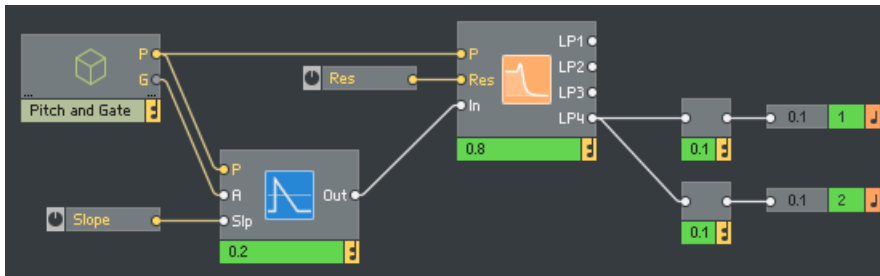 P
G
... ...
Pitch and Gate
Slope
P
A
Slp
Out
0.2
Res
P
Res
In
LP1
LP2
LP3
LP4
0.8
0.1
0.1 1
0.1
0.1 2